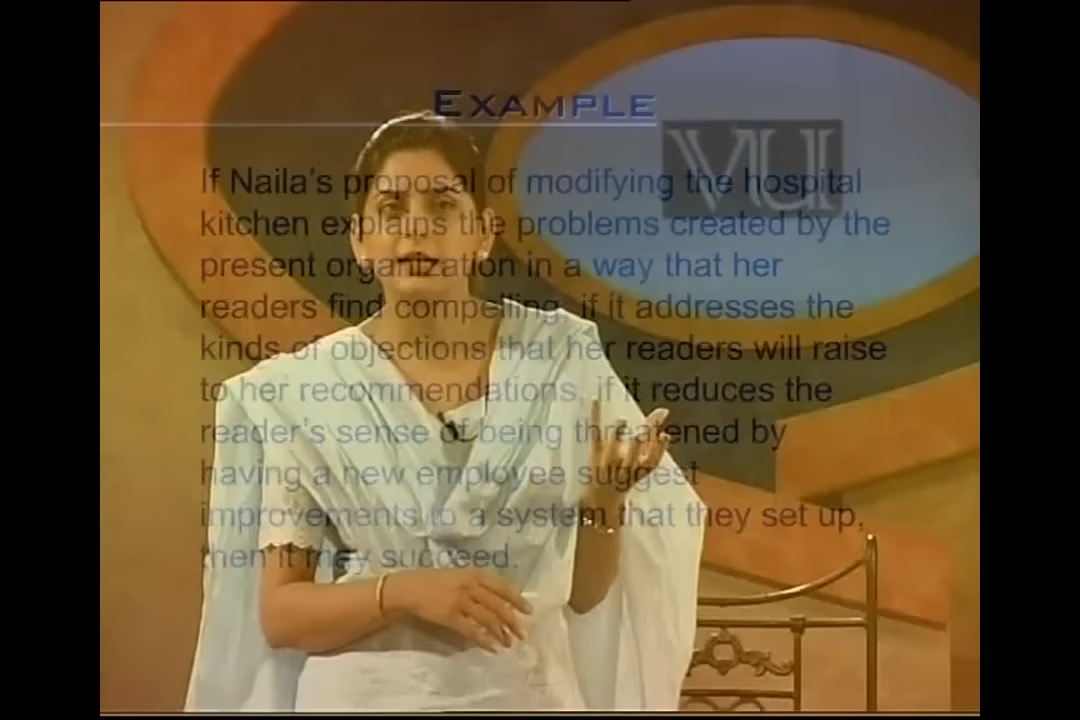 EXAMPLE
VU
If Naila's proposal of modifying the hospital
kitchen explains the problems created by the
present organization in a way that her
readers find compelling, if it addresses the
kinds of objections that her readers will raise
to her recommendations, if it reduces the
reader's sense of being threatened by
having a new employee suggest
improvements to a system that they set up,
then it may succeed.